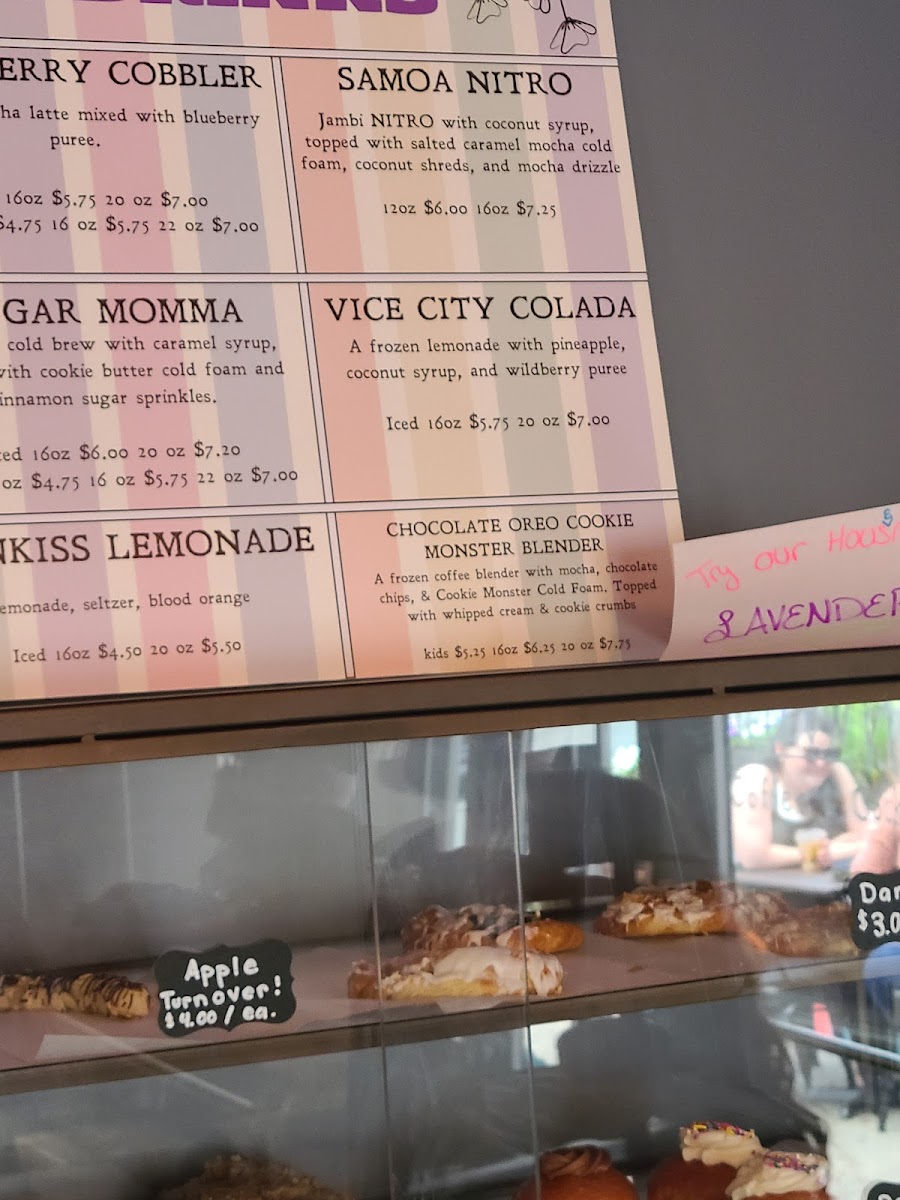 DRINKS
ERRY COBBLER
ha latte mixed with blueberry
puree.
16oz $5.75 20 oz $7.00
$4.75 16 oz $5.75 22 oz $7.00
SAMOA NITRO
Jambi NITRO with coconut syrup,
topped with salted caramel mocha cold
foam, coconut shreds, and mocha drizzle
12oz $6.00 16oz $7.25
GAR MOMMA
cold brew with caramel syrup,
with cookie butter cold foam and
innamon sugar sprinkles.
ced 16oz $6.00 20 oz $7.20
oz $4.75 16 oz $5.75 22 oz $7.00
VICE CITY COLADA
A frozen lemonade with pineapple,
coconut syrup, and wildberry puree
Iced 16oz $5.75 20 oz $7.00
NKISS LEMONADE
emonade, seltzer, blood orange
Iced 16oz $4.50 20 oz $5.50
CHOCOLATE OREO COOKIE
MONSTER BLENDER
A frozen coffee blender with mocha, chocolate
chips, & Cookie Monster Cold Foam. Topped
with whipped cream & cookie crumbs
kids $5.25 16oz $6.25 20 oz $7.75
Try our House
LAVENDER
Apple
Turnover!
$4.00 / ea.
Dan
$3.0